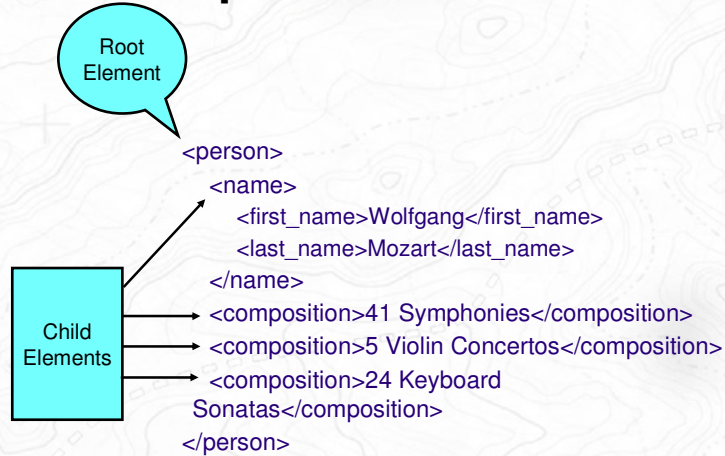 Root
Element
<person>
<name>
<first_name>Wolfgang</first_name>
<last_name>Mozart</last_name>
</name>
<composition>41 Symphonies</composition>
<composition>5 Violin Concertos</composition>
<composition>24 Keyboard
Sonatas</composition>
</person>
Child
Elements